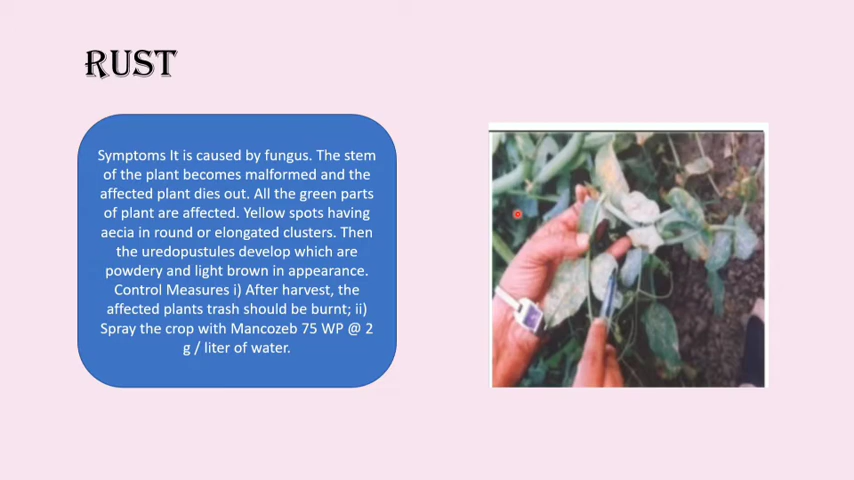 RUST
Symptoms It is caused by fungus. The stem
of the plant becomes malformed and the
affected plant dies out. All the green parts
of plant are affected. Yellow spots having
aecia in round or elongated clusters. Then
the uredopustules develop which are
powdery and light brown in appearance.
Control Measures i) After harvest, the
affected plants trash should be burnt; ii)
Spray the crop with Mancozeb 75 WP @ 2
g / liter of water.